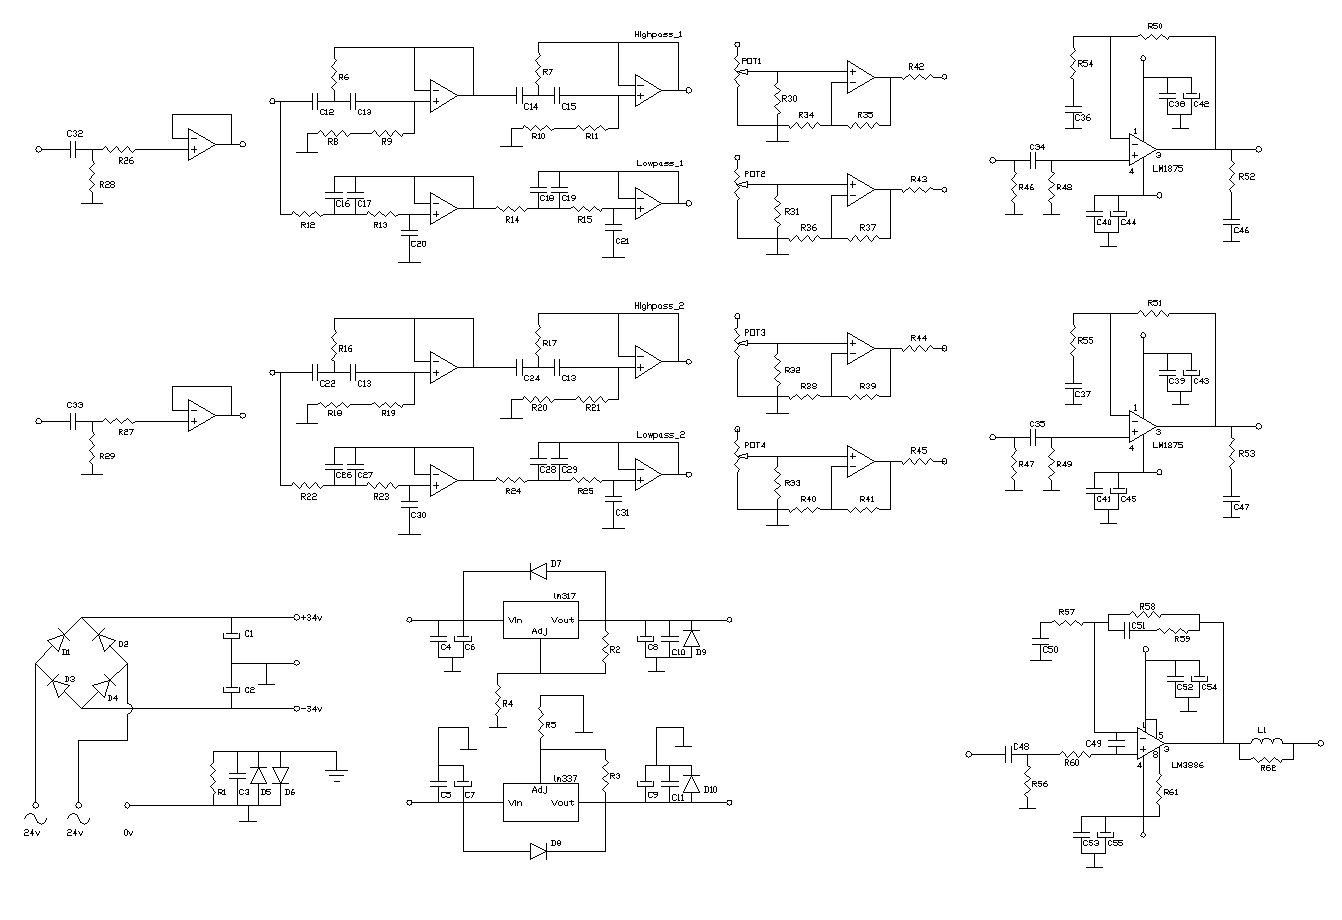 C32
R26
R28
R6
C12
C13
R8
R9
Highpass_1
R7
C14
C15
R10
R11
Lowpass_1
C16
C17
R12
R13
C20
C18
C19
R14
R15
C21
POT1
R30
R34
R35
R42
POT2
R31
R36
R37
R43
R50
R54
C36
C38
C42
C34
R46
R48
1
3
4
LM1875
C40
C44
R52
C46
C33
R27
R29
R16
C22
C13
R18
R19
Highpass_2
R17
C24
C13
R20
R21
Lowpass_2
C26
C27
R22
R23
C30
C28
C29
R24
R25
C31
POT3
R32
R38
R39
R44
POT4
R33
R40
R41
R45
R51
R55
C37
C39
C43
C35
R47
R49
1
3
4
LM1875
C41
C45
R53
C47
+34v
C1
D1
D2
D3
D4
C2
-34v
R1
C3
D5
D6
24v
24v
0v
D7
lm317
Vin
Vout
Adj
C4
C6
R2
C8
C10
D9
R4
R5
lm337
Adj
Vin
Vout
C5
C7
R3
C9
C11
D10
D8
R57
R58
C51
R59
C50
C52
C54
C48
C49
R60
R56
1
5
3
8
4
LM3886
L1
R62
R61
C53
C55